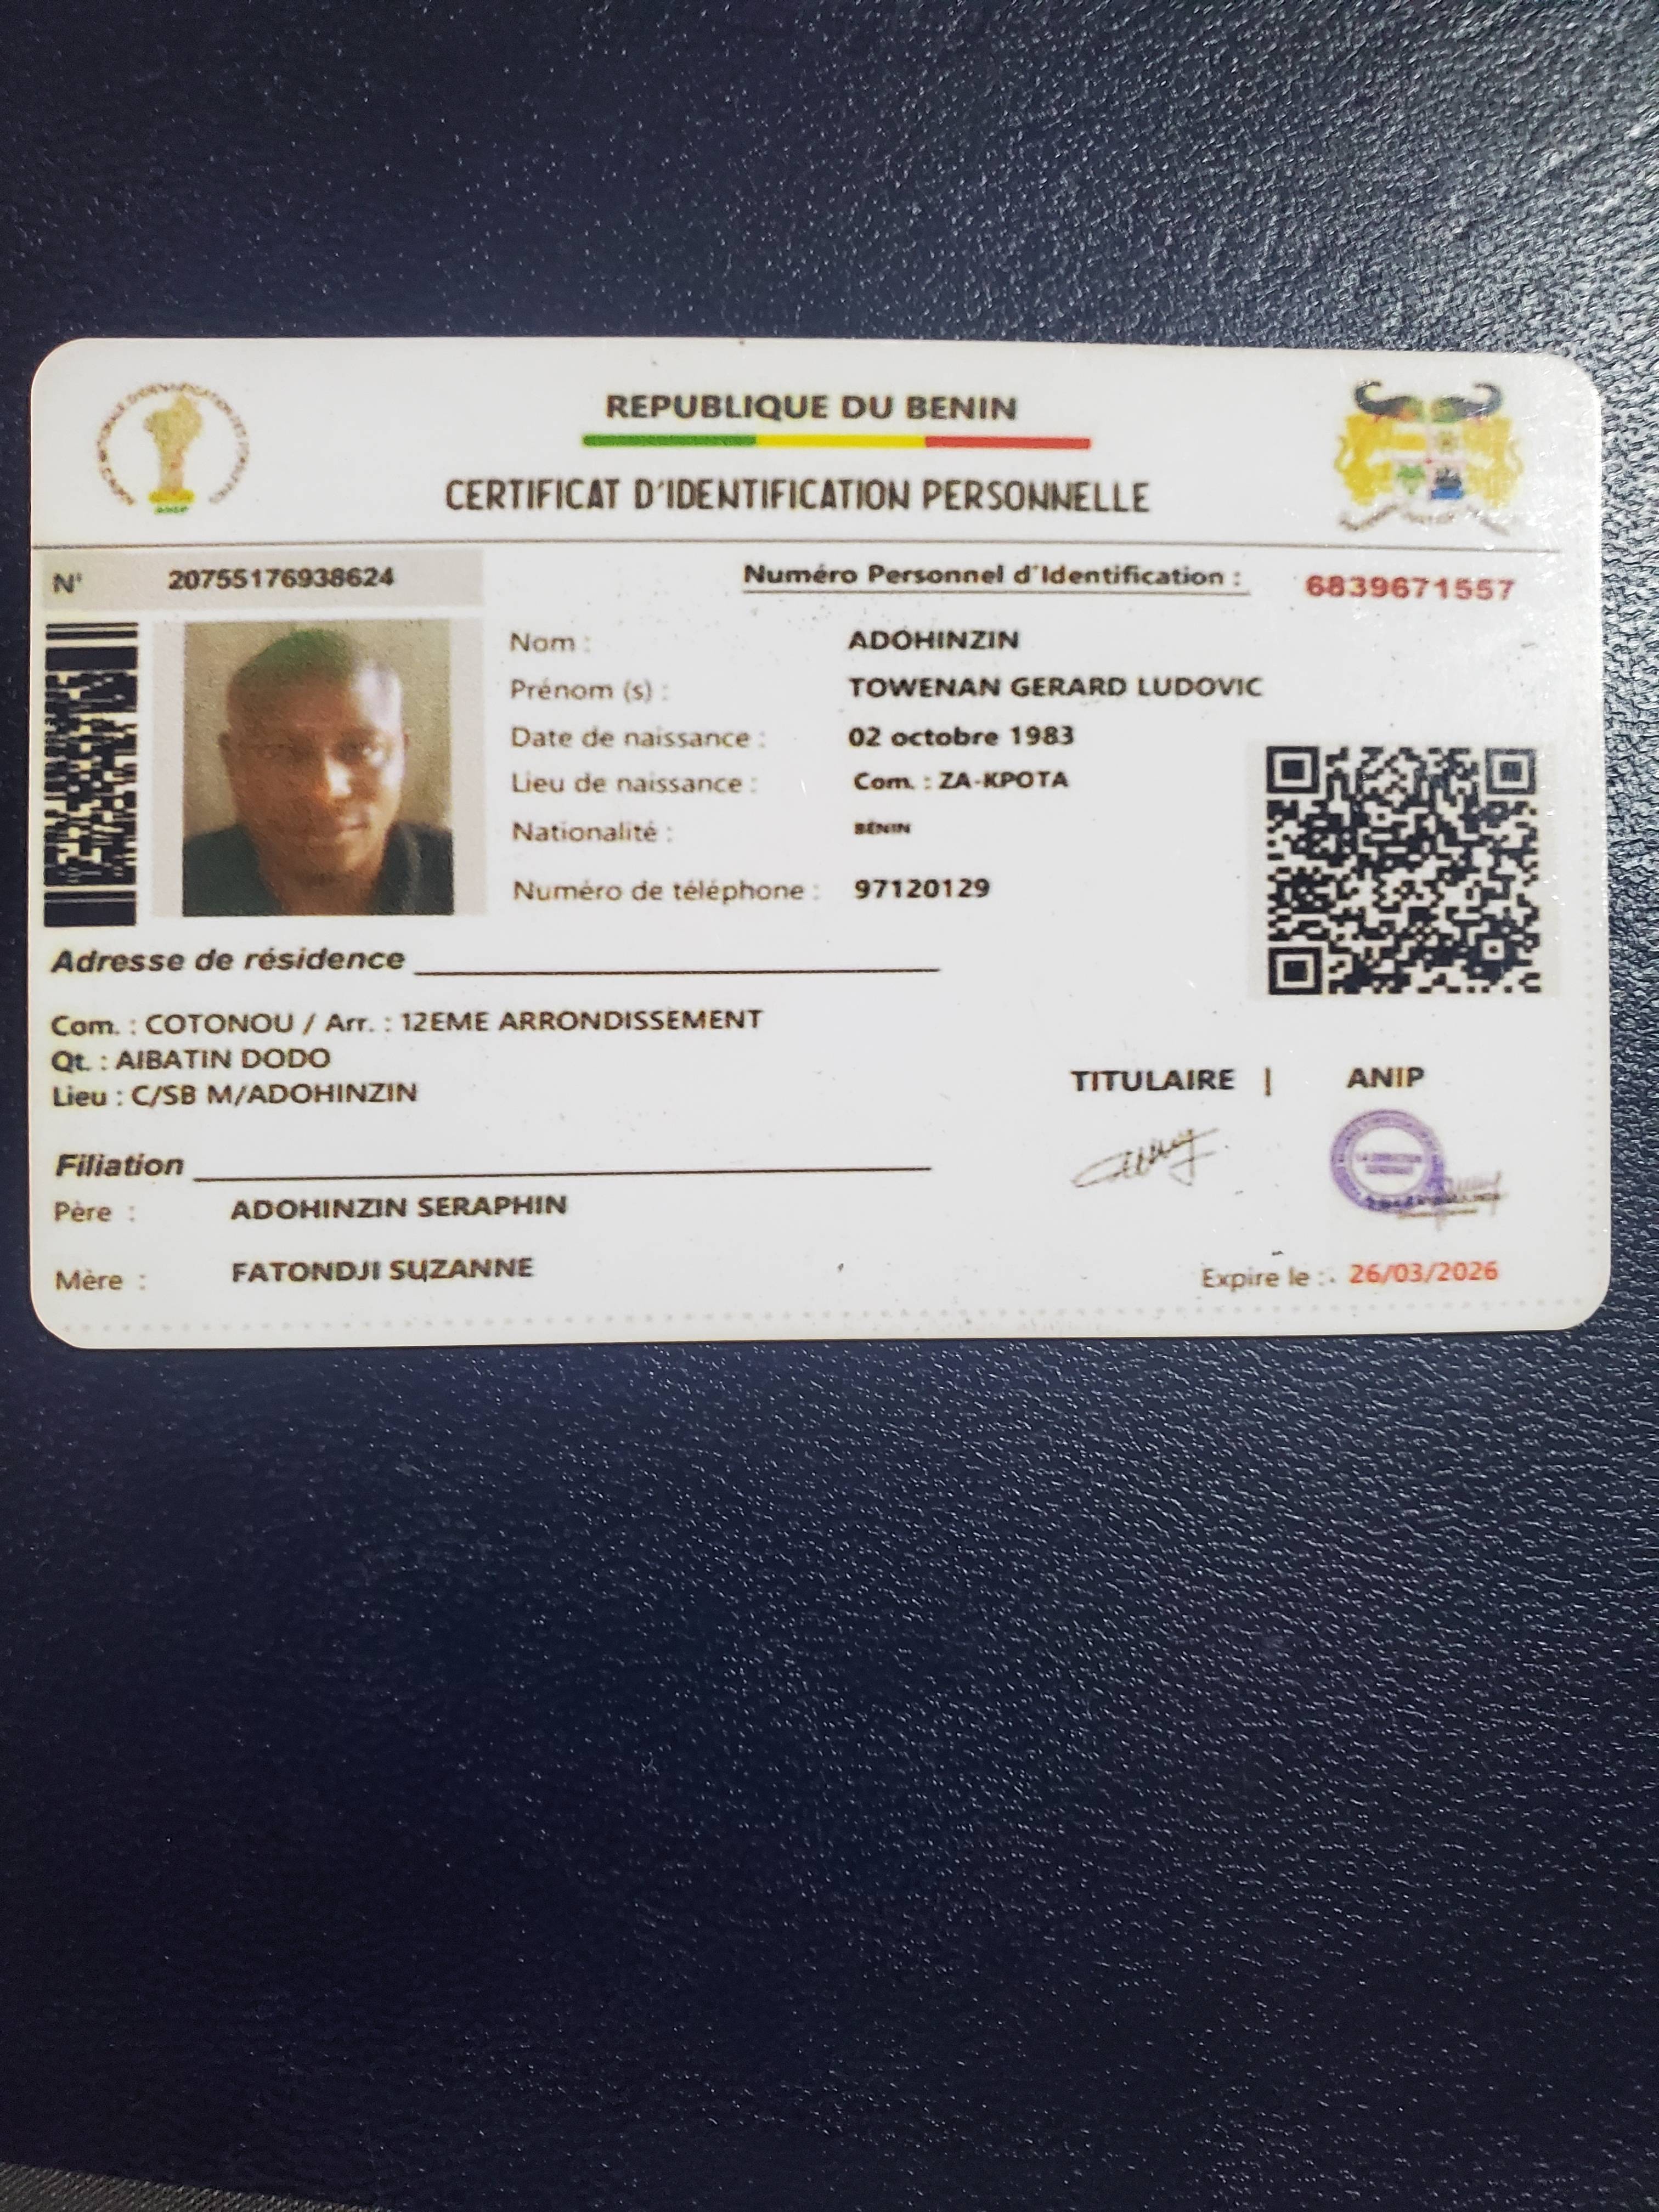 REPUBLIQUE DU BENIN
CERTIFICAT D'IDENTIFICATION PERSONNELLE
N° 20755176938624
Numéro Personnel d'Identification : 6839671557
Nom : ADOHINZIN
Prénom (s) : TOWENAN GERARD LUDOVIC
Date de naissance : 02 octobre 1983
Lieu de naissance : Com. : ZA-KPOTA
Nationalité : BENIN
Numéro de téléphone : 97120129
Adresse de résidence
Com. : COTONOU / Arr. : 12EME ARRONDISSEMENT
Qt. : AIBATIN DODO
Lieu : C/SB M/ADOHINZIN
TITULAIRE | ANIP
Filiation
Père : ADOHINZIN SERAPHIN
Mère : FATONDJI SUZANNE
Expire le : 26/03/2026